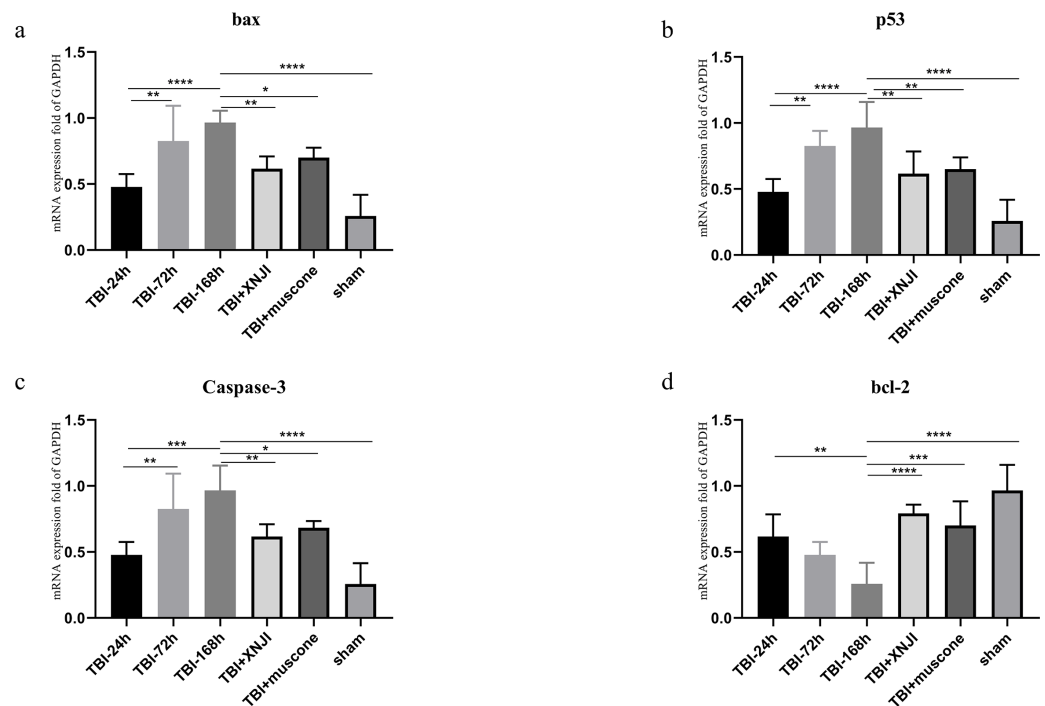 a
bax
mRNA expression fold of GAPDH
1.5
1.0
0.5
0.0
****
****
*
**
**
TBI-24h
TBI-72h
TBI-168h
TBI+XNJI
TBI+muscone
sham
b
p53
mRNA expression fold of GAPDH
1.5
1.0
0.5
0.0
****
****
**
**
**
TBI-24h
TBI-72h
TBI-168h
TBI+XNJI
TBI+muscone
sham
c
Caspase-3
mRNA expression fold of GAPDH
1.5
1.0
0.5
0.0
****
***
*
**
**
TBI-24h
TBI-72h
TBI-168h
TBI+XNJI
TBI+muscone
sham
d
bcl-2
mRNA expression fold of GAPDH
1.5
1.0
0.5
0.0
****
**
***
****
TBI-24h
TBI-72h
TBI-168h
TBI+XNJI
TBI+muscone
sham